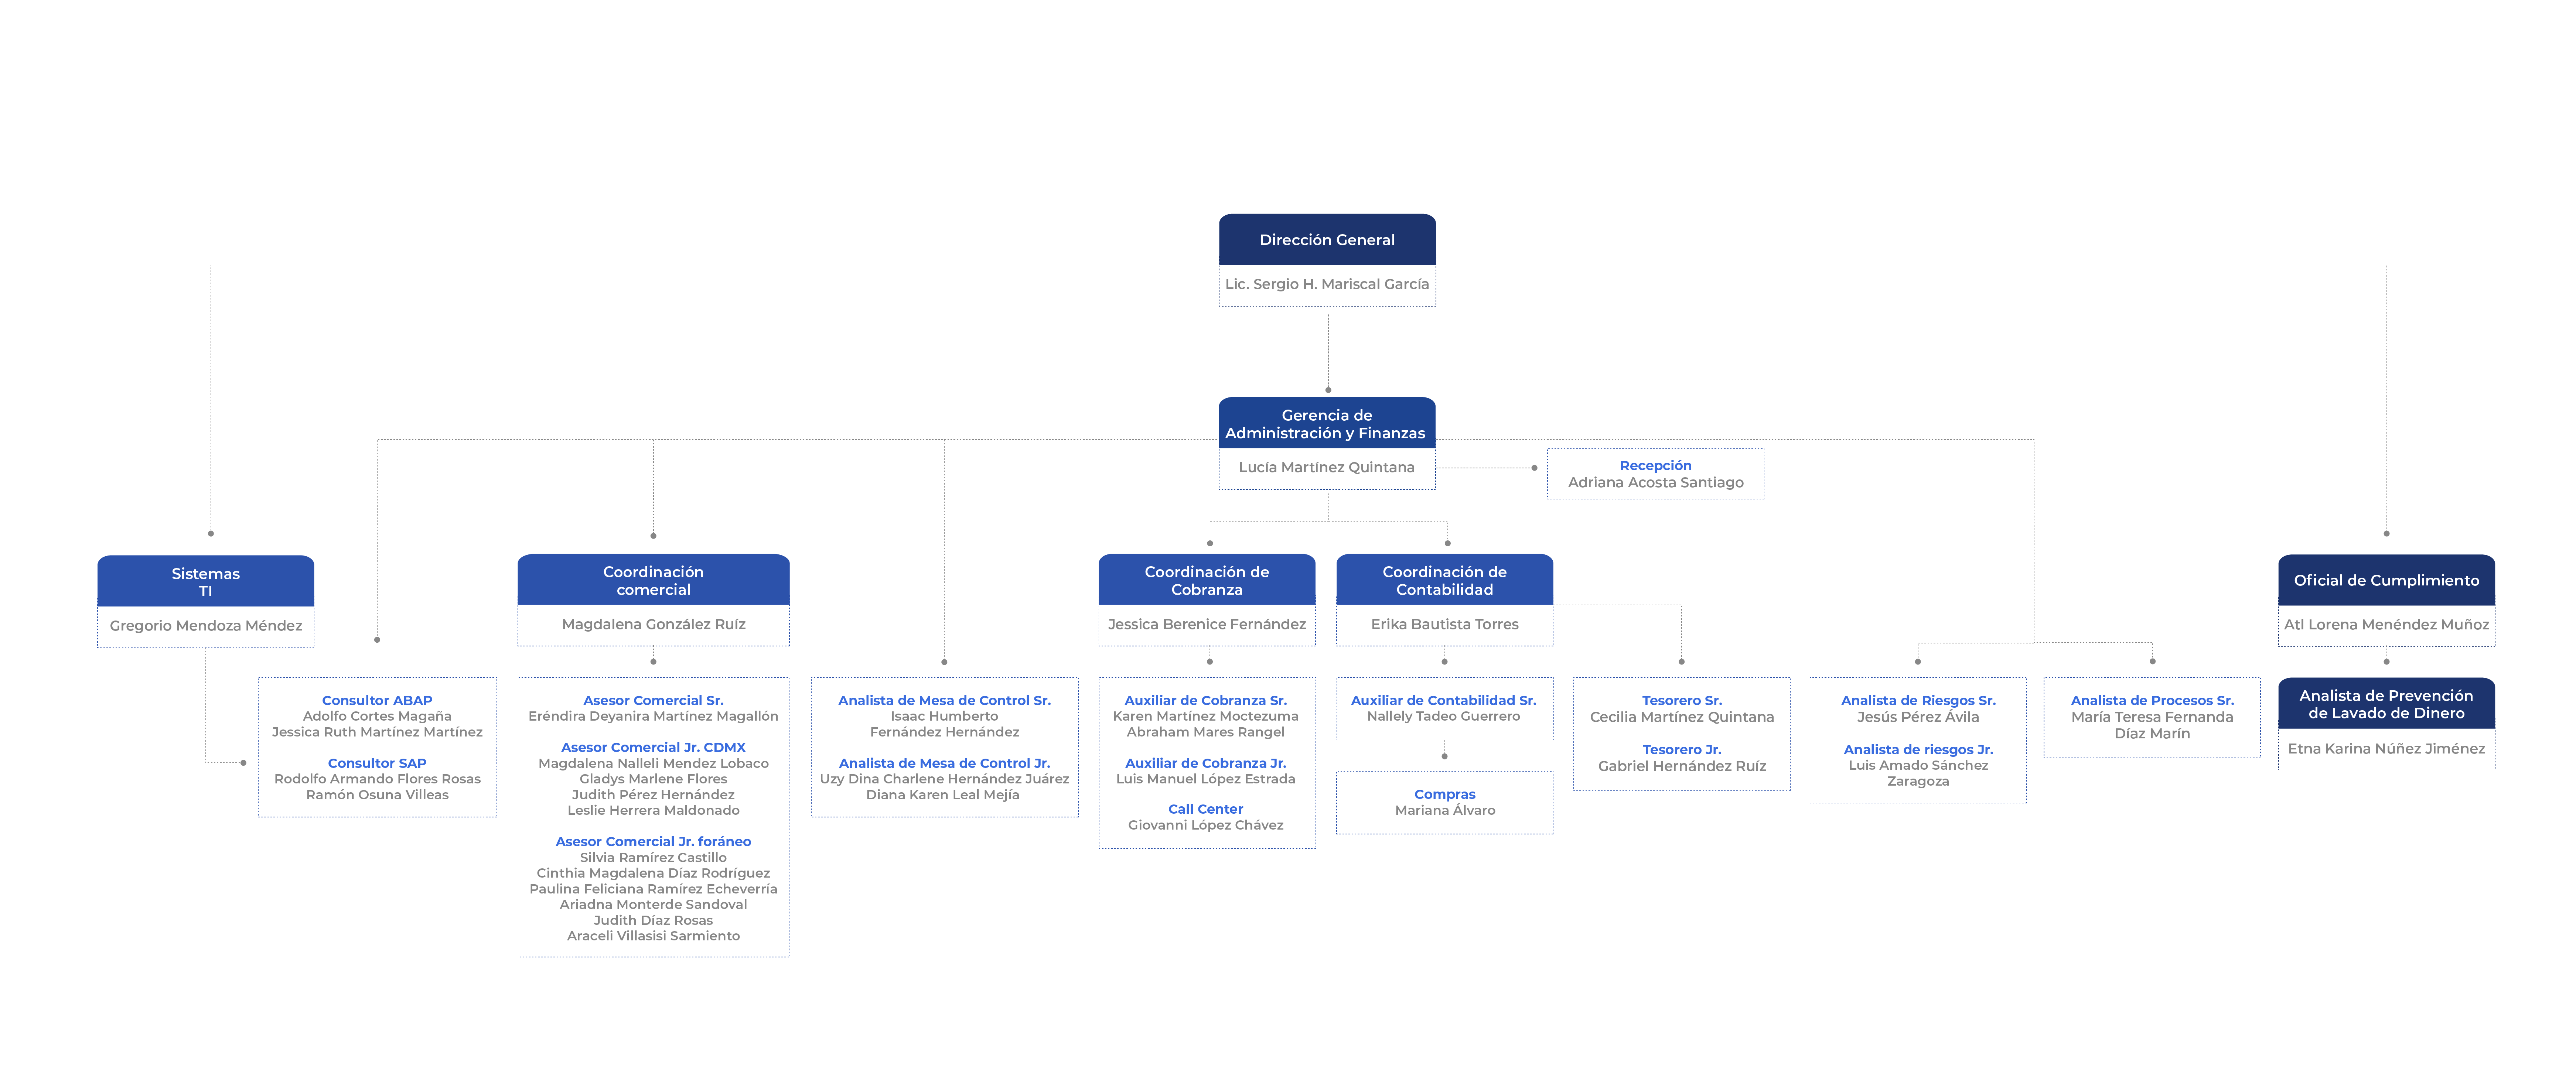 Dirección General
Lic. Sergio H. Mariscal García
Gerencia de
Administración y Finanzas
Lucía Martínez Quintana
Recepción
Adriana Acosta Santiago
Sistemas
TI
Gregorio Mendoza Méndez
Coordinación
comercial
Magdalena González Ruíz
Coordinación de
Cobranza
Jessica Berenice Fernández
Coordinación de
Contabilidad
Erika Bautista Torres
Oficial de Cumplimiento
Atl Lorena Menéndez Muñoz
Consultor ABAP
Adolfo Cortes Magaña
Jessica Ruth Martínez Martínez
Consultor SAP
Rodolfo Armando Flores Rosas
Ramón Osuna Villeas
Asesor Comercial Sr.
Eréndira Deyanira Martínez Magallón
Asesor Comercial Jr. CDMX
Magdalena Nalleli Mendez Lobaco
Gladys Marlene Flores
Judith Pérez Hernández
Leslie Herrera Maldonado
Asesor Comercial Jr. foráneo
Silvia Ramírez Castillo
Cinthia Magdalena Díaz Rodríguez
Paulina Feliciana Ramírez Echeverría
Ariadna Monterde Sandoval
Judith Díaz Rosas
Araceli Villasisi Sarmiento
Analista de Mesa de Control Sr.
Isaac Humberto
Fernández Hernández
Analista de Mesa de Control Jr.
Uzy Dina Charlene Hernández Juárez
Diana Karen Leal Mejía
Auxiliar de Cobranza Sr.
Karen Martínez Moctezuma
Abraham Mares Rangel
Auxiliar de Cobranza Jr.
Luis Manuel López Estrada
Call Center
Giovanni López Chávez
Auxiliar de Contabilidad Sr.
Nallely Tadeo Guerrero
Compras
Mariana Álvaro
Tesorero Sr.
Cecilia Martínez Quintana
Tesorero Jr.
Gabriel Hernández Ruíz
Analista de Riesgos Sr.
Jesús Pérez Ávila
Analista de riesgos Jr.
Luis Amado Sánchez
Zaragoza
Analista de Procesos Sr.
María Teresa Fernanda
Díaz Marín
Analista de Prevención
de Lavado de Dinero
Etna Karina Núñez Jiménez